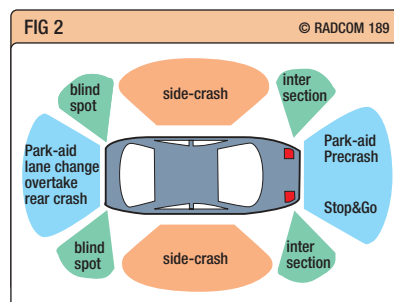 FIG 2
© RADCOM 189
blind
spot
side-crash
inter
section
Park-aid
lane change
overtake
rear crash
Park-aid
Precrash
Stop&Go
blind
spot
side-crash
inter
section